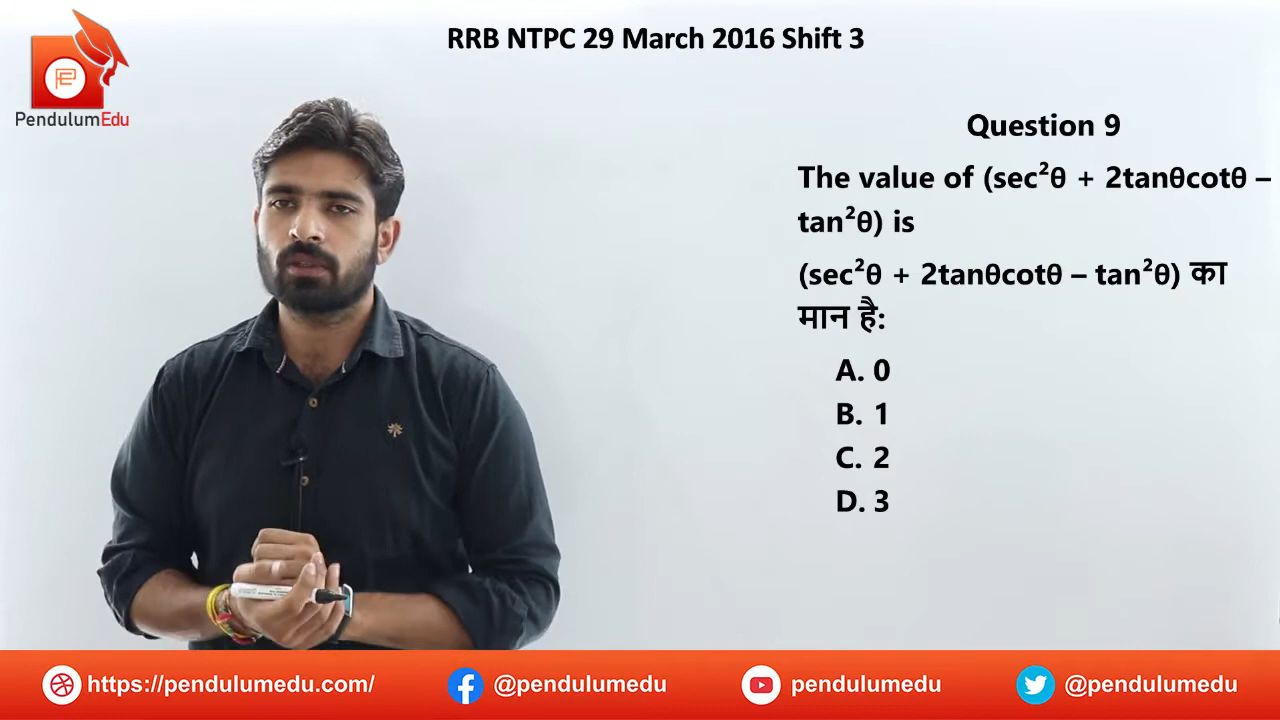 RRB NTPC 29 March 2016 Shift 3
PendulumEdu
Question 9
The value of (sec²θ + 2tanθcotθ –
tan²θ) is
(sec²θ + 2tanθcotθ – tan²θ) का
मान है:
A. 0
B. 1
C. 2
D. 3
https://pendulumedu.com/
@pendulumedu
pendulumedu
@pendulumedu